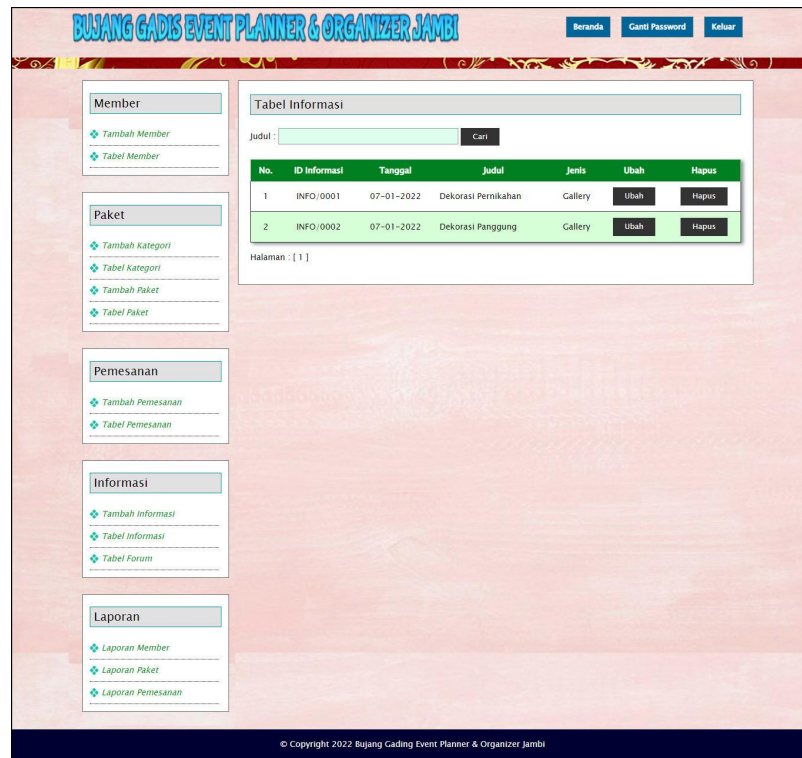 BUJANG GADIS EVENT PLANNER & ORGANIZER JAMBI
Beranda Ganti Password Keluar
Member
Tambah Member
Tabel Member
Paket
Tambah Kategori
Tabel Kategori
Tambah Paket
Tabel Paket
Pemesanan
Tambah Pemesanan
Tabel Pemesanan
Informasi
Tambah Informasi
Tabel Informasi
Tabel Forum
Laporan
Laporan Member
Laporan Paket
Laporan Pemesanan
Tabel Informasi
Judul : Cari
No. ID Informasi Tanggal Judul Jenis Ubah Hapus
1 INFO/0001 07-01-2022 Dekorasi Pernikahan Gallery Ubah Hapus
2 INFO/0002 07-01-2022 Dekorasi Panggung Gallery Ubah Hapus
Halaman : [ 1 ]
© Copyright 2022 Bujang Gading Event Planner & Organizer Jambi